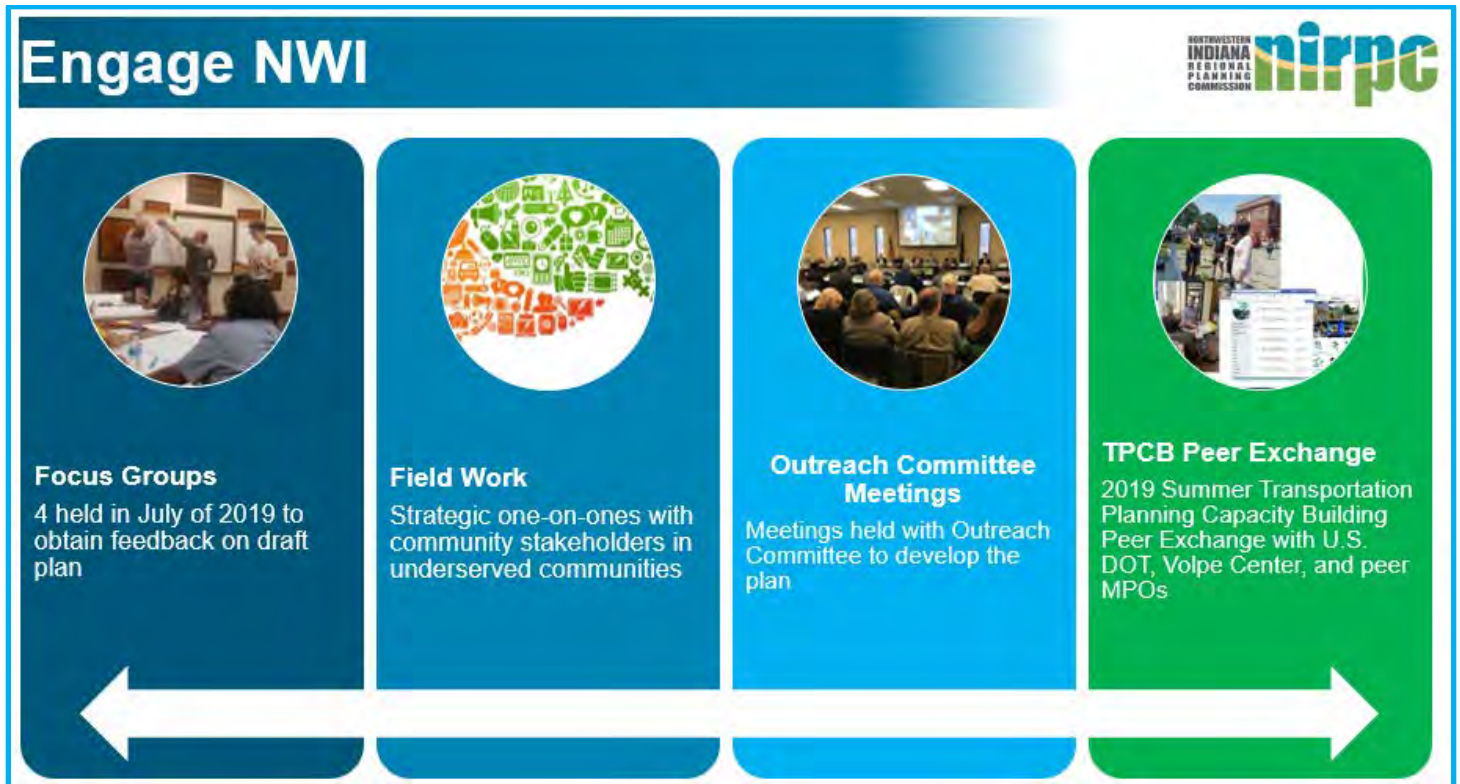 Engage NWI
NORTHWESTERN
INDIANA
REGIONAL
PLANNING
COMMISSION
nirpc
Focus Groups
4 held in July of 2019 to
obtain feedback on draft
plan
Field Work
Strategic one-on-ones with
community stakeholders in
underserved communities
Outreach Committee
Meetings
Meetings held with Outreach
Committee to develop the
plan
TPCB Peer Exchange
2019 Summer Transportation
Planning Capacity Building
Peer Exchange with U.S.
DOT, Volpe Center, and peer
MPOs